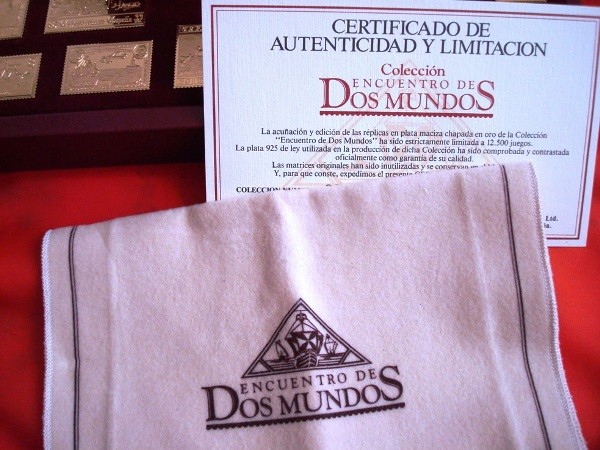 CERTIFICADO DE
AUTENTICIDAD Y LIMITACION
Colección
ENCUENTRO DE
DOS MUNDOS
La acuñación y edición de las réplicas en plata maciza chapada en oro de la Colección
"Encuentro de Dos Mundos" ha sido estrictamente limitada a 12.500 juegos.
La plata 925 de ley utilizada en la producción de dicha Colección ha sido comprobada y contrastada
oficialmente como garantía de su calidad.
Las matrices originales han sido inutilizadas y se conservan en el
Y, para que conste, expedimos el presente
COLECCION
Ltd.
ENCUENTRO DE
DOS MUNDOS